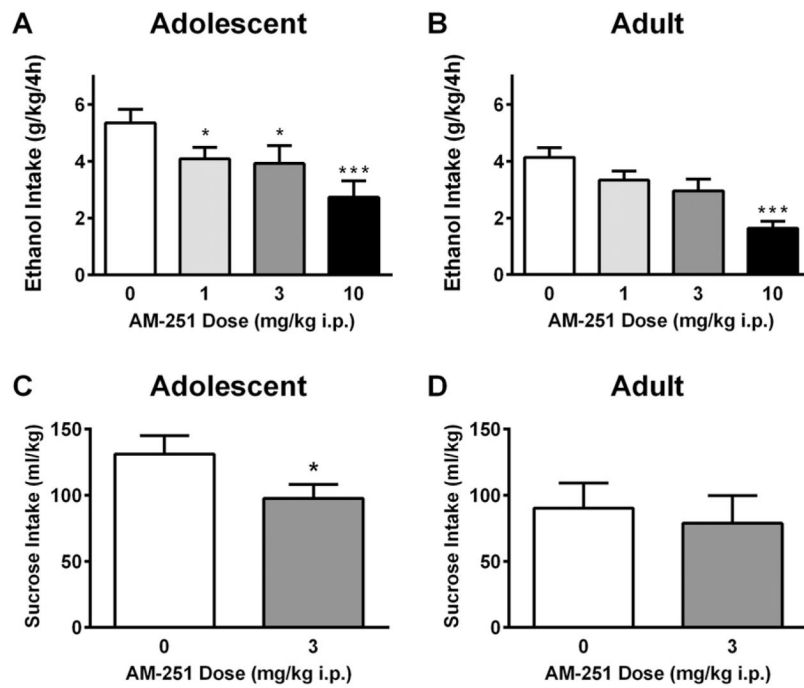 A Adolescent
Ethanol Intake (g/kg/4h)
6
4
2
0
* * ***
0 1 3 10
AM-251 Dose (mg/kg i.p.)
B Adult
Ethanol Intake (g/kg/4h)
6
4
2
0
***
0 1 3 10
AM-251 Dose (mg/kg i.p.)
C Adolescent
Sucrose Intake (ml/kg)
150
100
50
0
*
0 3
AM-251 Dose (mg/kg i.p.)
D Adult
Sucrose Intake (ml/kg)
150
100
50
0
0 3
AM-251 Dose (mg/kg i.p.)